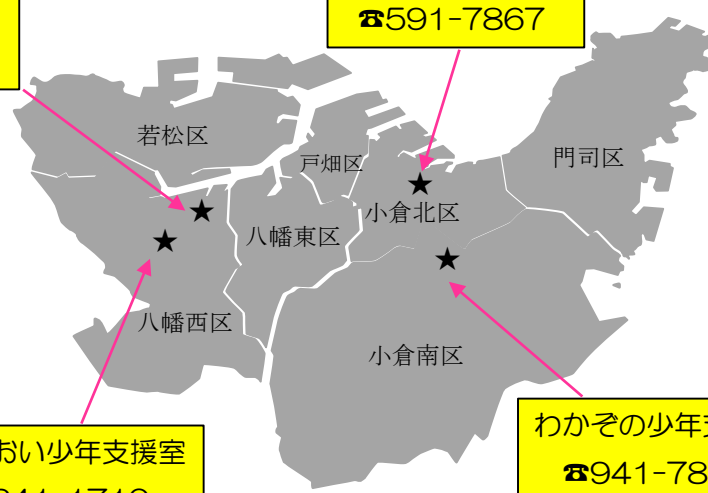 ☎591-7867
若松区
戸畑区
門司区
小倉北区
八幡東区
八幡西区
小倉南区
おい少年支援室
わかぞの少年
☎941-78